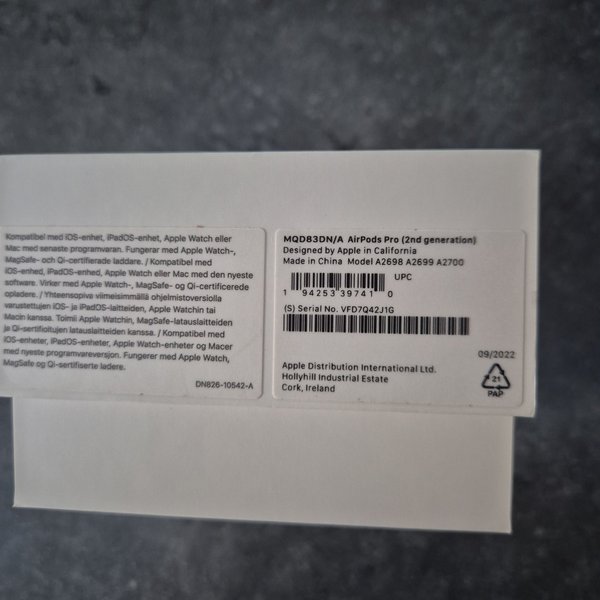 Kompatibel med iOS-enhet, iPadOS-enhet, Apple Watch eller
Mac med senaste programvaran. Fungerar med Apple Watch-,
MagSafe- och Qi-certifierade laddare. / Kompatibel med
iOS-enhed, iPadOS-enhed, Apple Watch eller Mac med den nyeste
software. Virker med Apple Watch-, MagSafe- og Qi-certificerede
opladere. / Yhteensopiva viimeisimmällä ohjelmistoversiolla
varustettujen iOS- ja iPadOS-laitteiden, Apple Watchin tai
Macin kanssa. Toimii Apple Watchin, MagSafe-latauslaitteiden
ja Qi-sertifioitujen latauslaitteiden kanssa. / Kompatibel med
iOS-enheter, iPadOS-enheter, Apple Watch-enheter og Macer
med nyeste programvareversjon. Fungerer med Apple Watch,
MagSafe og Qi-sertifiserte ladere.
DN826-10542-A
MQD83DN/A AirPods Pro (2nd generation)
Designed by Apple in California
Made in China Model A2698 A2699 A2700
UPC
1 94253 39741 0
(S) Serial No. VFD7Q42J1G
09/2022
Apple Distribution International Ltd.
Hollyhill Industrial Estate
Cork, Ireland
21
PAP